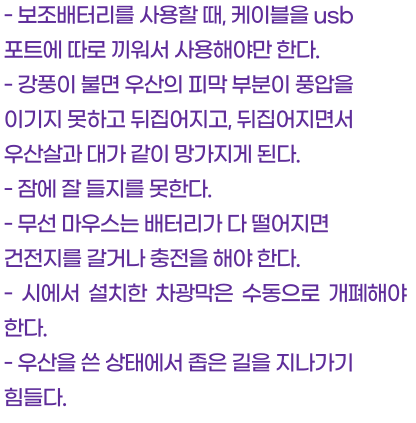 - 보조배터리를 사용할 때, 케이블을 usb
포트에 따로 끼워서 사용해야만 한다.
- 강풍이 불면 우산의 피막 부분이 풍압을
이기지 못하고 뒤집어지고, 뒤집어지면서
우산살과 대가 같이 망가지게 된다.
- 잠에 잘 들지를 못한다.
- 무선 마우스는 배터리가 다 떨어지면
건전지를 갈거나 충전을 해야 한다.
- 시에서 설치한 차광막은 수동으로 개폐해야
한다.
- 우산을 쓴 상태에서 좁은 길을 지나가기
힘들다.